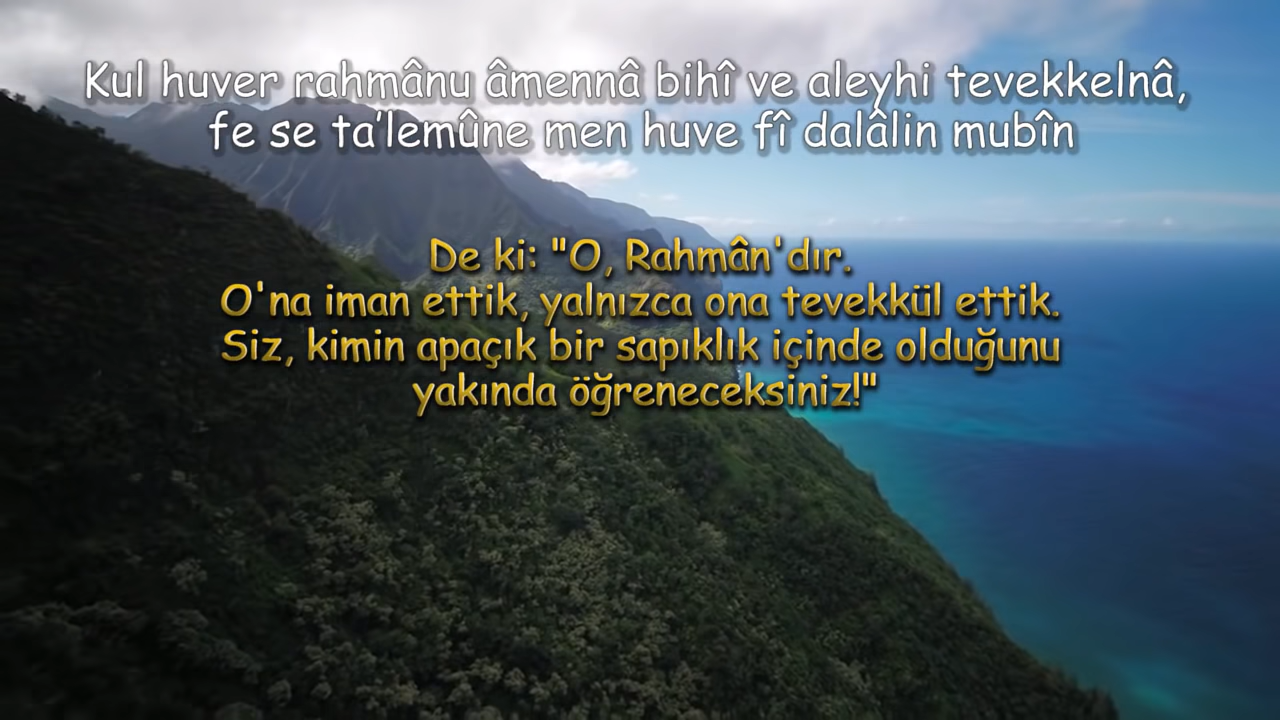 Kul huver rahmânu âmennâ bihî ve aleyhi tevekkelnâ,
fe se ta’lemûne men huve fî dalâlin mubîn
De ki: "O, Rahmân'dır.
O'na iman ettik, yalnızca ona tevekkül ettik.
Siz, kimin apaçık bir sapıklık içinde olduğunu
yakında öğreneceksiniz!"